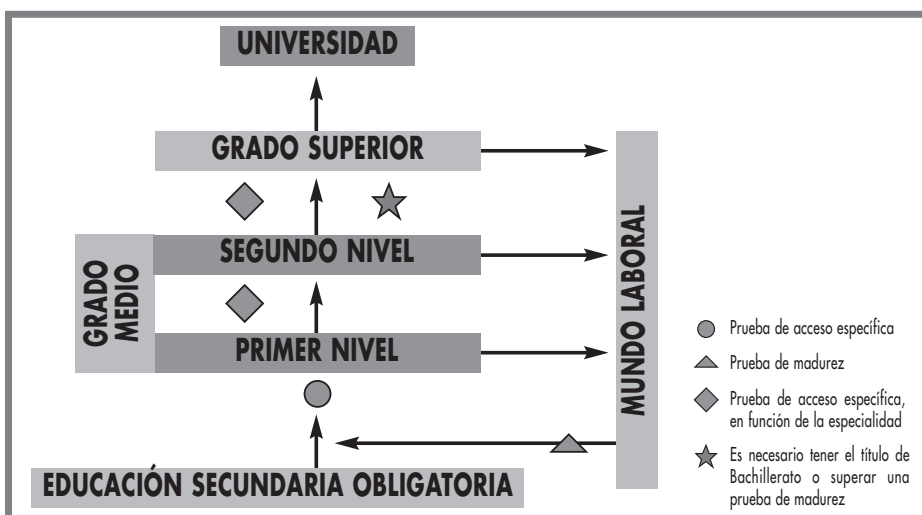 UNIVERSIDAD
GRADO SUPERIOR
SEGUNDO NIVEL
GRADO
MEDIO
PRIMER NIVEL
EDUCACIÓN SECUNDARIA OBLIGATORIA
MUNDO LABORAL
Prueba de acceso específica
Prueba de madurez
Prueba de acceso específica,
en función de la especialidad
Es necesario tener el título de
Bachillerato o superar una
prueba de madurez